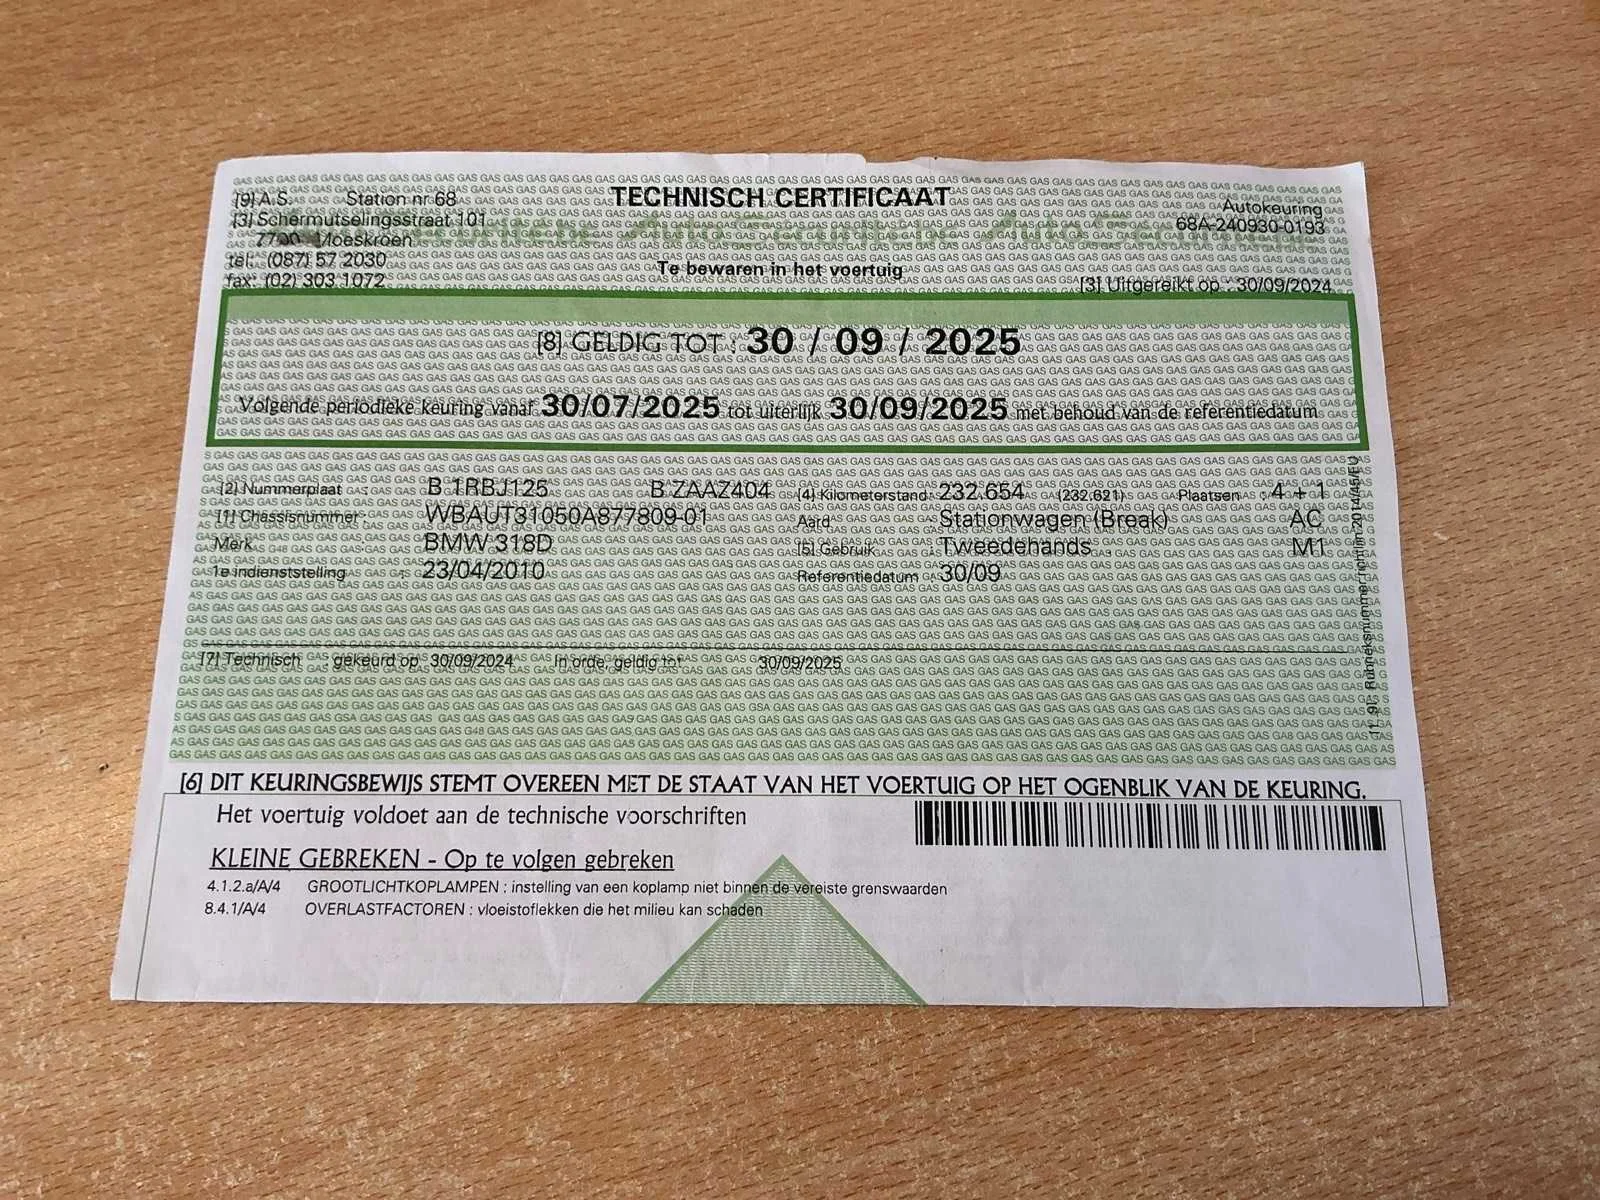 [9] A.S. Station nr 68
TECHNISCH CERTIFICAAT
Autokeuring
[3] Schermutselingsstraat 101
68A-240930-0193
Moeskroen
tel: (087) 57 2030
Te bewaren in het voertuig
fax: (02) 303 1072
[3] Uitgereikt op : 30/09/2024
[8] GELDIG TOT : 30 / 09 / 2025
Volgende periodieke keuring vanaf 30/07/2025 tot uiterlijk 30/09/2025 met behoud van de referentiedatum
[2] Nummerplaat : B 1RBJ125 B ZAAZ404 [4] Kilometerstand: 232.654 (232.621) Plaatsen : 4 + 1
[1] Chassisnummer : WBAUT31050A877809-01 Aard : Stationwagen (Break) AC
Merk : BMW 318D [5] Gebruik : Tweedehands M1
1e indienststelling : 23/04/2010 Referentiedatum : 30/09
[7] Technisch gekeurd op 30/09/2024 In orde, geldig tot 30/09/2025
[6] DIT KEURINGSBEWIJS STEMT OVEREEN MET DE STAAT VAN HET VOERTUIG OP HET OGENBLIK VAN DE KEURING.
Het voertuig voldoet aan de technische voorschriften
KLEINE GEBREKEN - Op te volgen gebreken
4.1.2.a/A/4 GROOTLICHTKOPLAMPEN : instelling van een koplamp niet binnen de vereiste grenswaarden
8.4.1/A/4 OVERLASTFACTOREN : vloeistoflekken die het milieu kan schaden